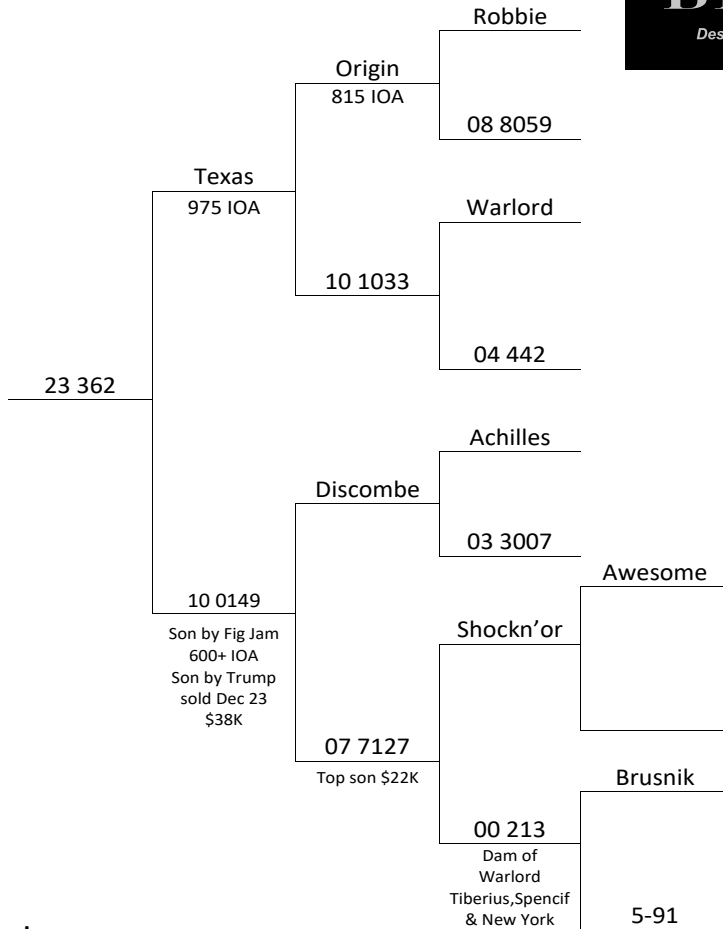 Robbie
Des
Origin
815 IOA
08 8059
Texas
975 IOA
Warlord
10 1033
04 442
23 362
Achilles
Discombe
03 3007
Awesome
10 0149
Son by Fig Jam
600+ IOA
Son by Trump
sold Dec 23
$38K
Shockn’or
07 7127
Top son $22K
Brusnik
00 213
Dam of
Warlord
Tiberius,Spencif
& New York
5-91